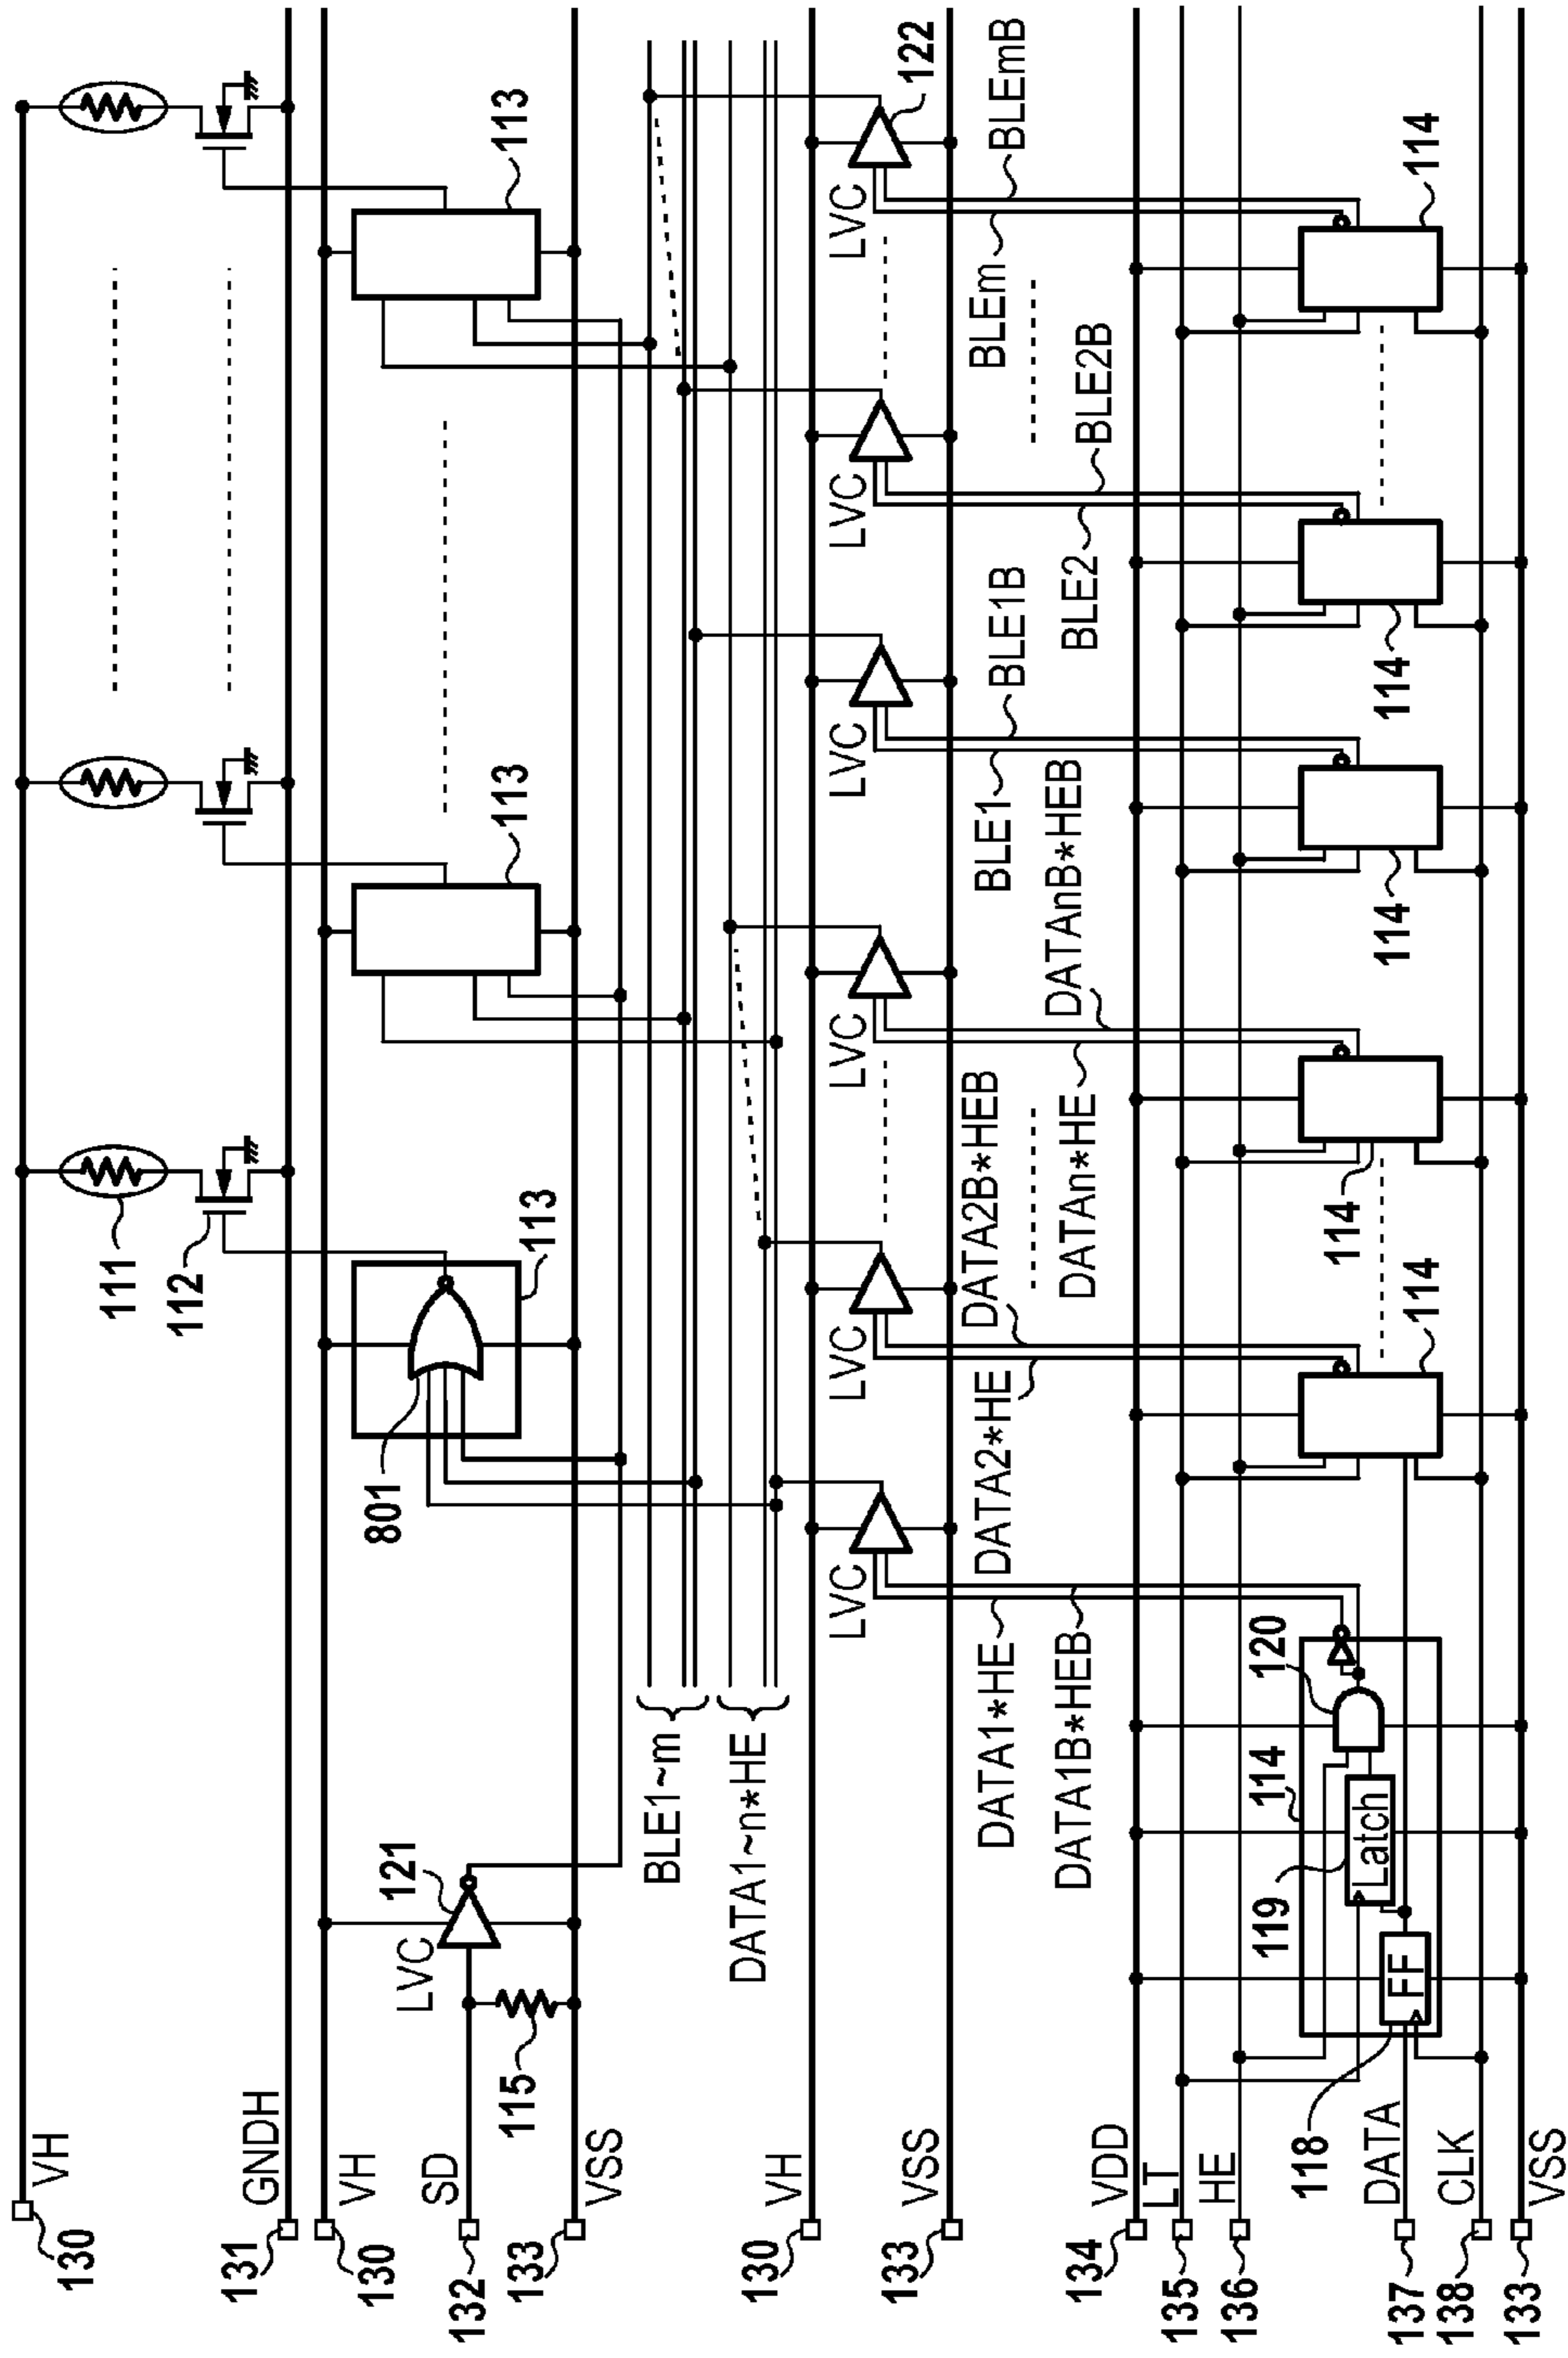 VH
130
111
112
GNDH
131
VH
130
113
113
113
801
LVC
121
SD
132
115
VSS
133
BLE1~m
DATA1~n*HE
VH
130
LVC
LVC
LVC
LVC
LVC
LVC
122
VSS
133
DATA1*HE
DATA1B*HEB
DATA2*HE
DATA2B*HEB
DATAn*HE
DATAnB*HEB
BLE1
BLE1B
BLE2
BLE2B
BLEm
BLEmB
VDD
134
LT
135
HE
136
114
120
119
Latch
FF
118
114
114
114
114
114
DATA
137
CLK
138
VSS
133